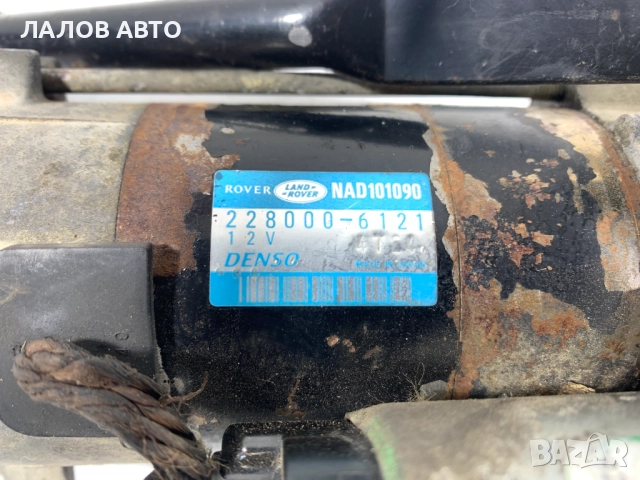 ЛАЛОВ АВТО
ROVER LAND-ROVER NAD101090
228000-6121
12V
DENSO
BAZAR